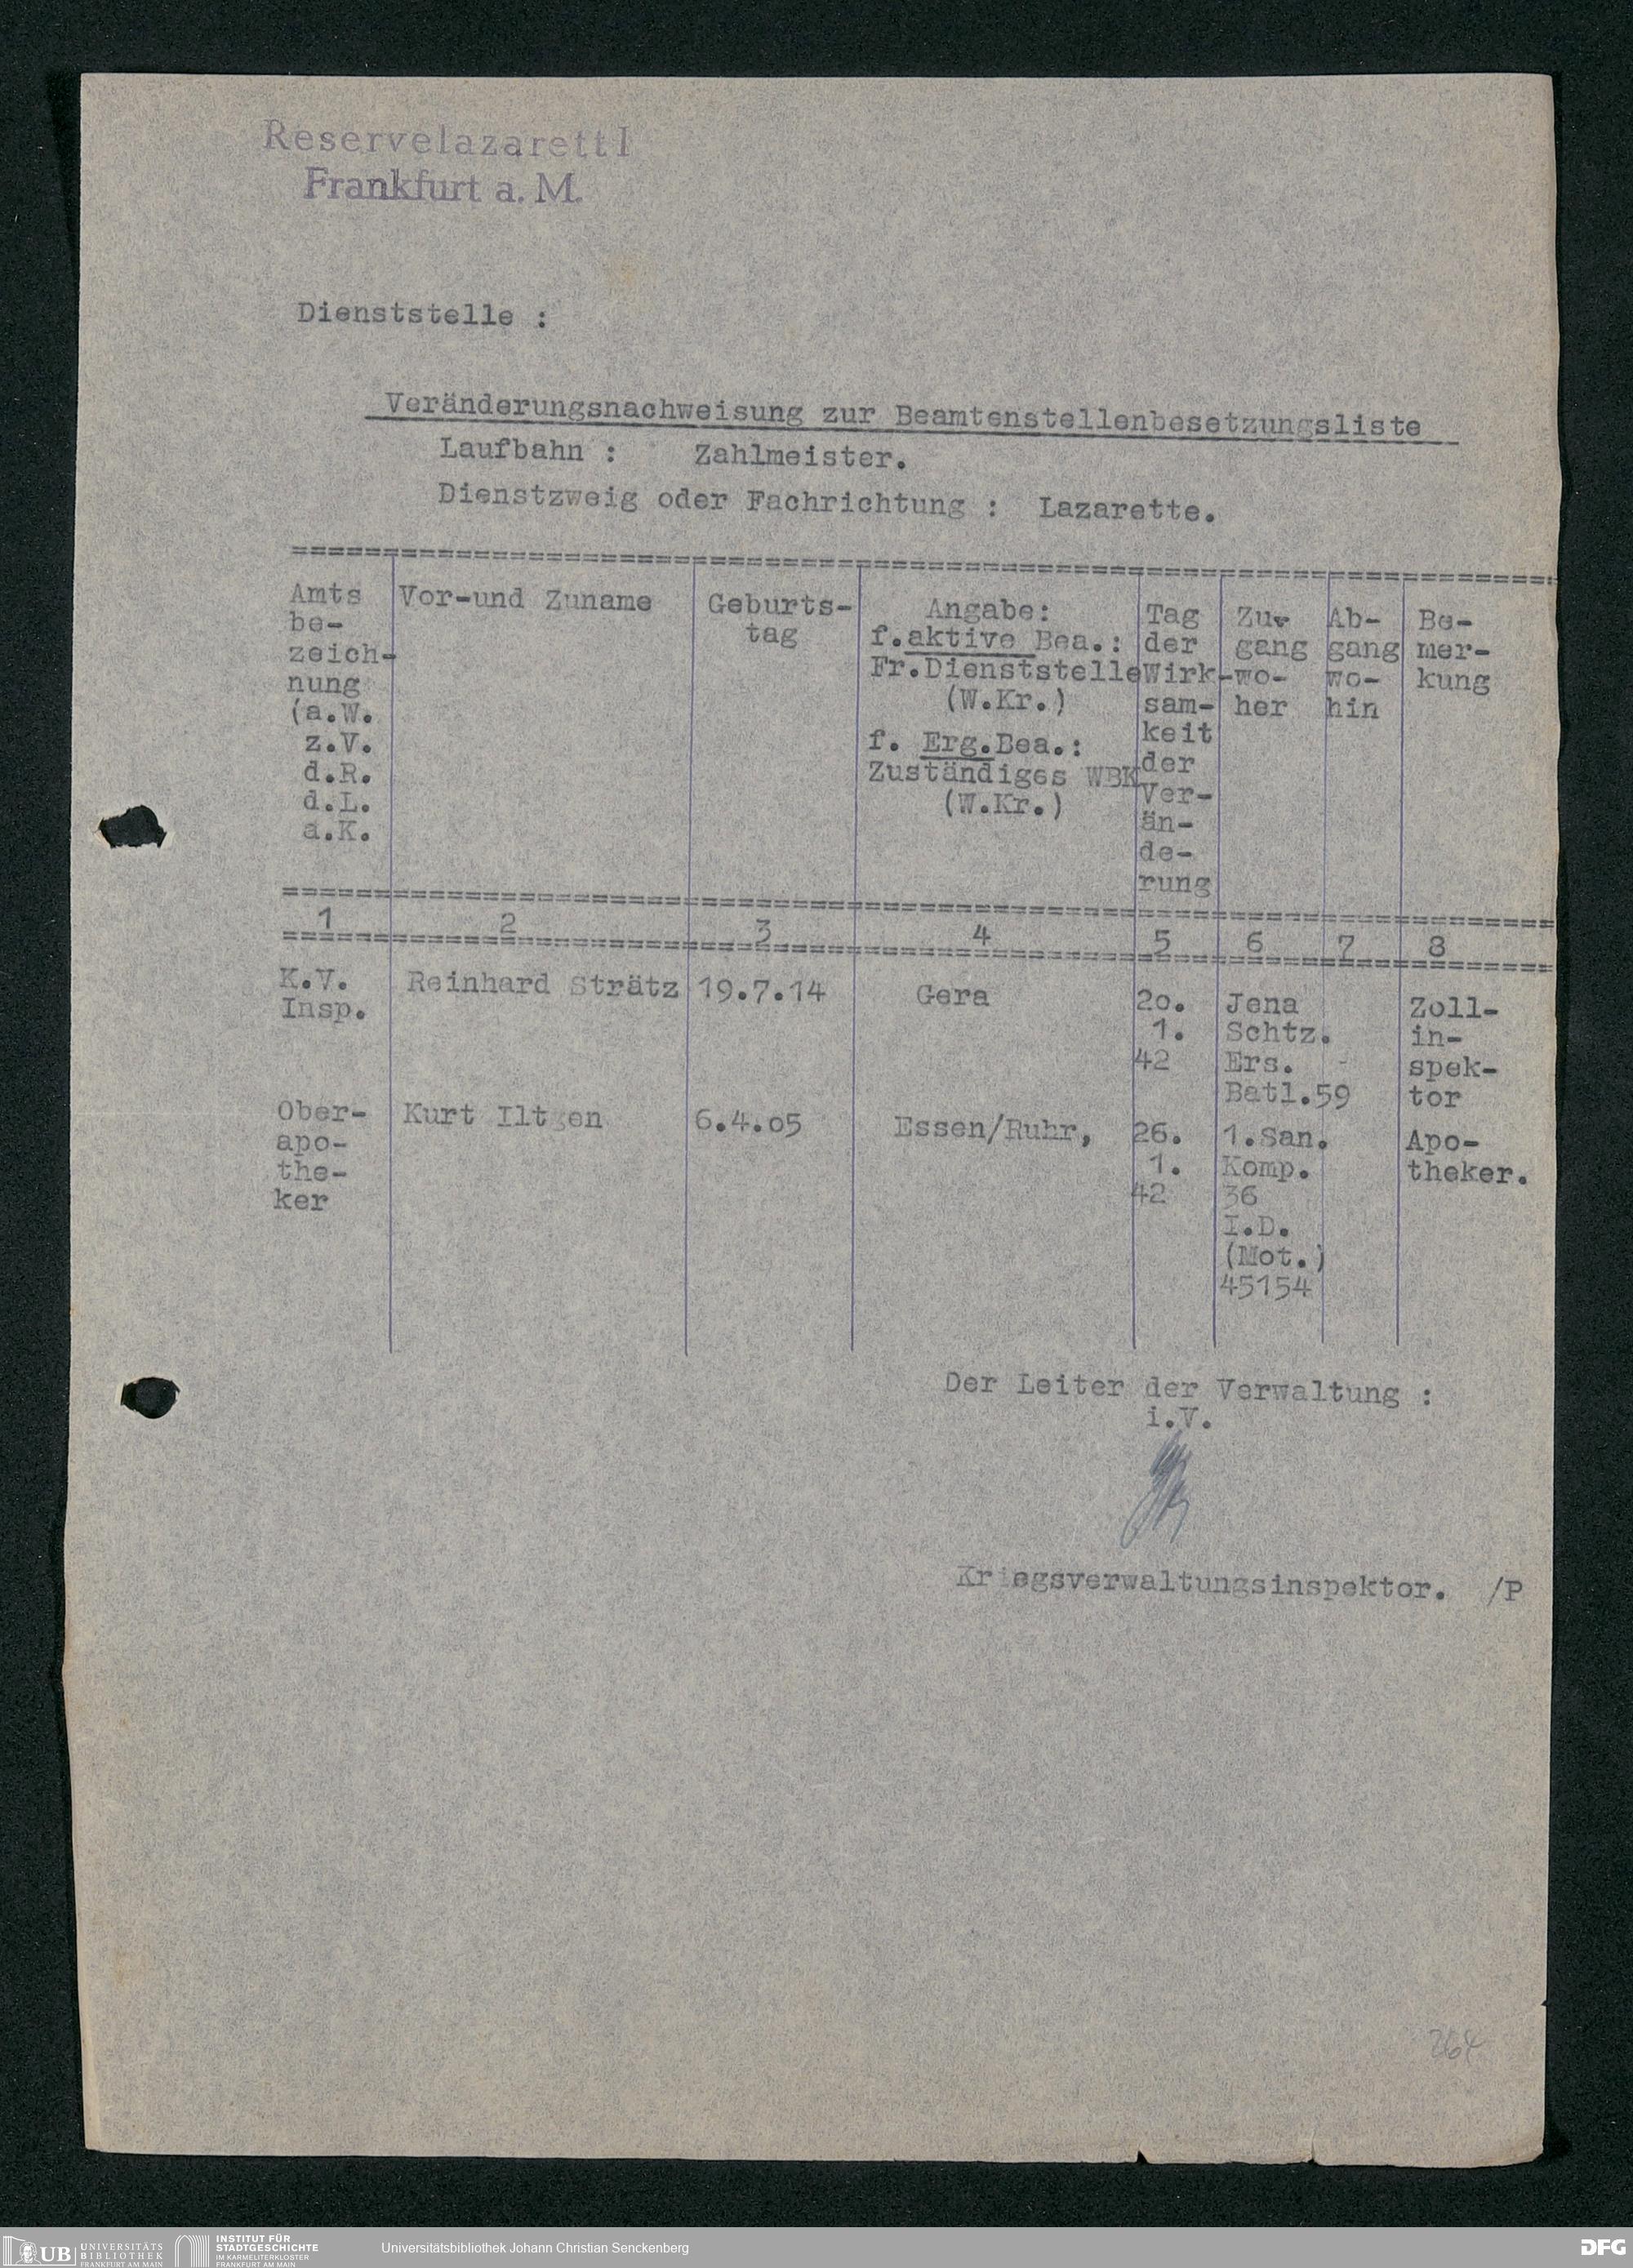 Reservelazarett I
Frankfurt a. M.
Dienststelle :
Veränderungsnachweisung zur Beamtenstellenbesetzungsliste
Laufbahn : Zahlmeister.
Dienstzweig oder Fachrichtung : Lazarette.
Amts
be-
zeich-
nung
(a.W.
z.V.
d.R.
d.L.
a.K.
Vor-und Zuname
Geburts-
tag
Angabe:
f.aktive Bea.:
Fr.Dienststelle
(W.Kr.)
f. Erg.Bea.:
Zuständiges WBK
(W.Kr.)
Tag
der
Wirk-
sam-
keit
der
Ver-
än-
de-
rung
Zu-
gang
wo-
her
Ab-
gang
wo-
hin
Be-
mer-
kung
1 2 3 4 5 6 7 8
K.V.
Insp.
Reinhard Strätz
19.7.14
Gera
2o.
1.
42
Jena
Schtz.
Ers.
Batl.59
-
Zoll-
in-
spek-
tor
Ober-
apo-
the-
ker
Kurt Iltgen
6.4.o5
Essen/Ruhr,
26.
1.
42
1.San.
Komp.
36
I.D.
(Mot.)
45154
Apo-
theker.
Der Leiter der Verwaltung :
i.V.
Kriegsverwaltungsinspektor. /P
264
UB UNIVERSITÄTS
BIBLIOTHEK
FRANKFURT AM MAIN
INSTITUT FÜR
STADTGESCHICHTE
IM KARMELITERKLOSTER
FRANKFURT AM MAIN
Universitätsbibliothek Johann Christian Senckenberg
DFG